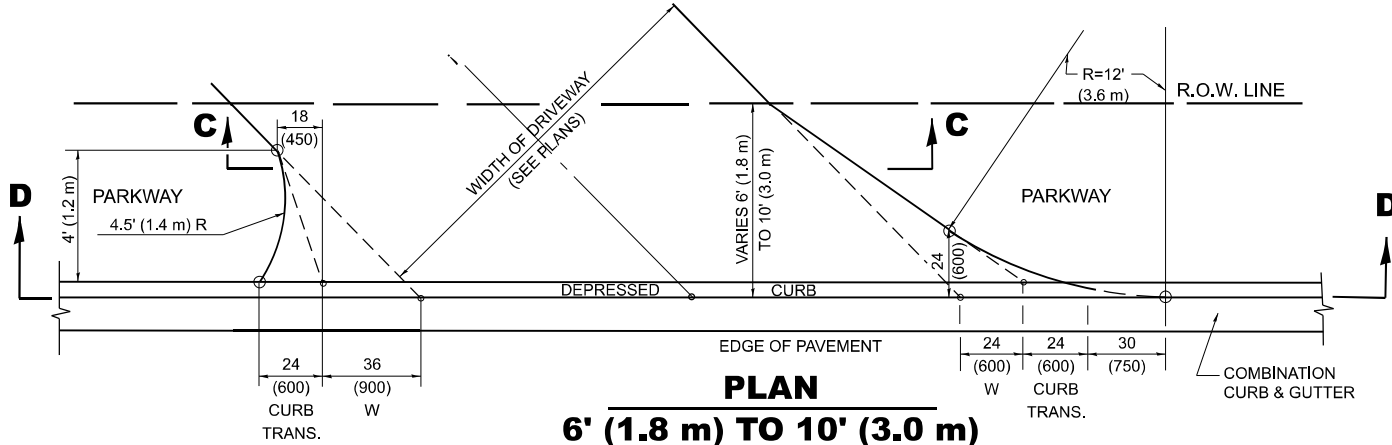 R=12'
(3.6 m)
R.O.W. LINE
18
(450)
C
C
WIDTH OF DRIVEWAY
(SEE PLANS)
VARIES 6' (1.8 m)
TO 10' (3.0 m)
4' (1.2 m)
PARKWAY
4.5' (1.4 m) R
PARKWAY
D
D
24
(600)
DEPRESSED CURB
EDGE OF PAVEMENT
24
(600)
CURB
TRANS.
36
(900)
W
24
(600)
W
24
(600)
CURB
TRANS.
30
(750)
COMBINATION
CURB & GUTTER
PLAN
6' (1.8 m) TO 10' (3.0 m)